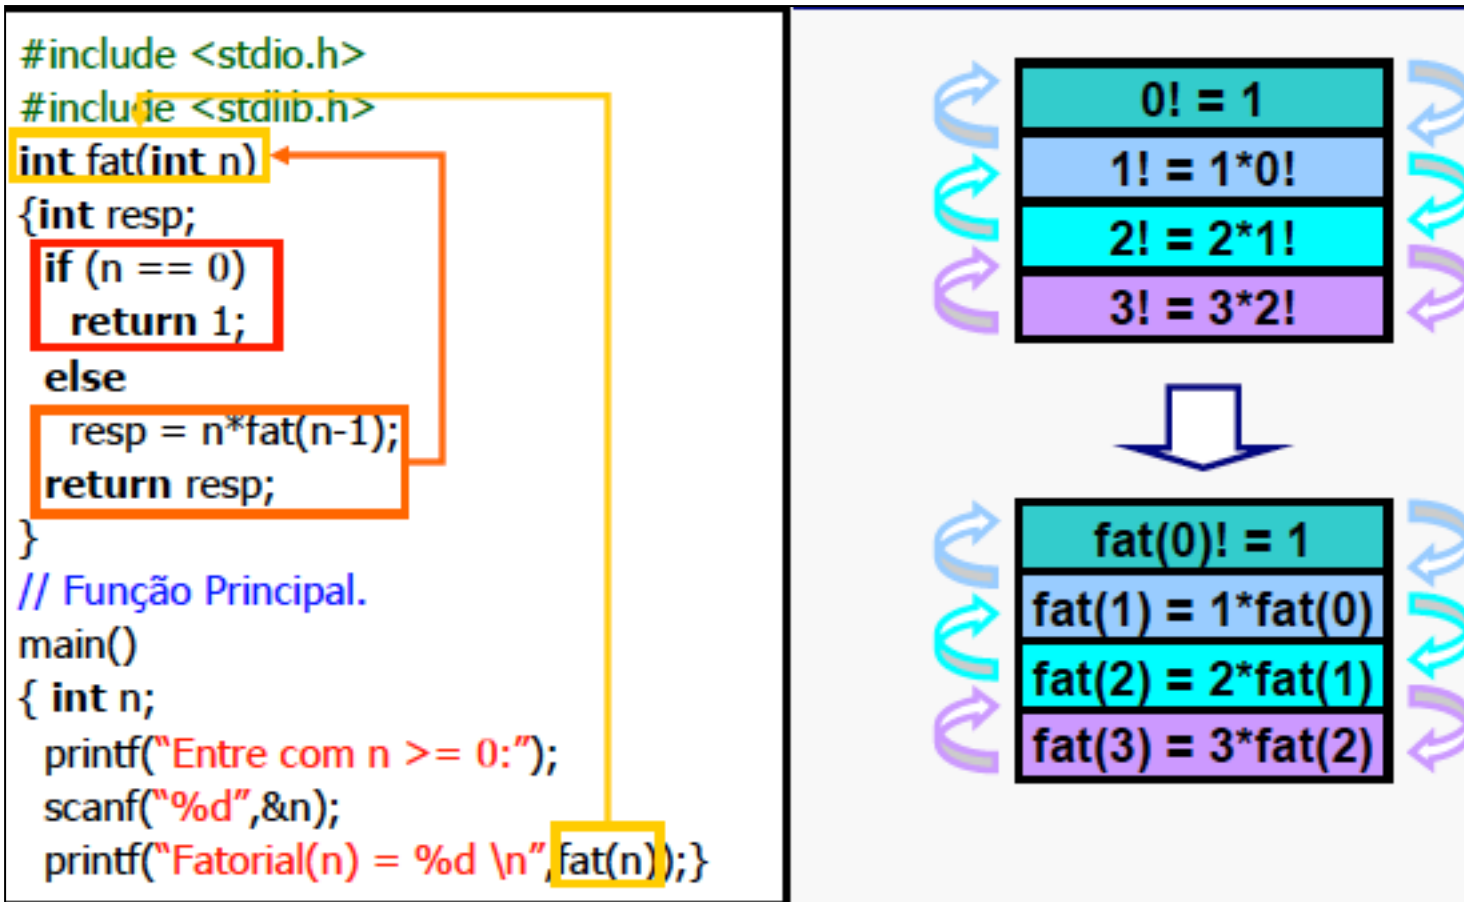 #include <stdio.h>
#include <stdlib.h>
int fat(int n)
{int resp;
if (n == 0)
return 1;
else
resp = n*fat(n-1);
return resp;
}
// Função Principal.
main()
{ int n;
printf(“Entre com n >= 0:”);
scanf(“%d”,&n);
printf(“Fatorial(n) = %d \n”,fat(n));}
0! = 1
1! = 1*0!
2! = 2*1!
3! = 3*2!
fat(0)! = 1
fat(1) = 1*fat(0)
fat(2) = 2*fat(1)
fat(3) = 3*fat(2)